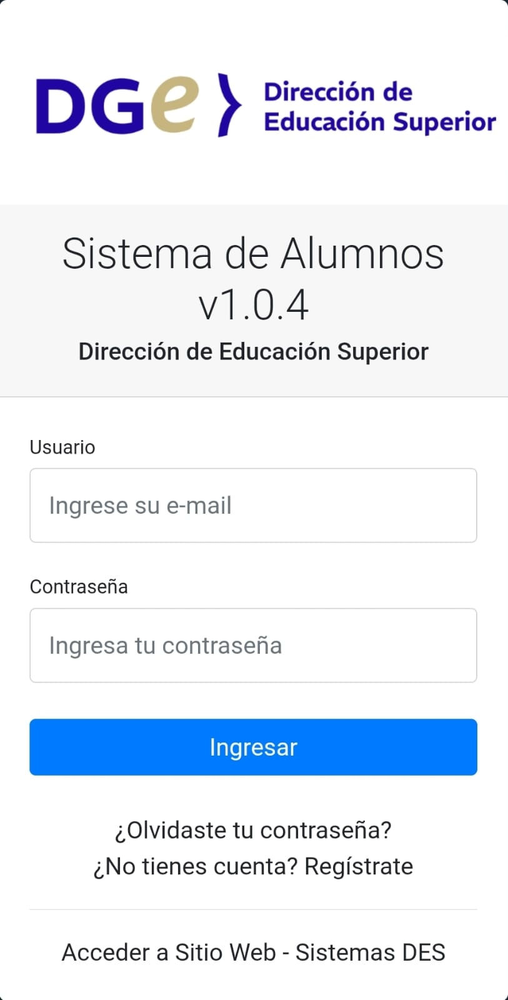 DGe
Dirección de
Educación Superior
Sistema de Alumnos
v1.0.4
Dirección de Educación Superior
Usuario
Ingrese su e-mail
Contraseña
Ingresa tu contraseña
Ingresar
¿Olvidaste tu contraseña?
¿No tienes cuenta? Regístrate
Acceder a Sitio Web - Sistemas DES